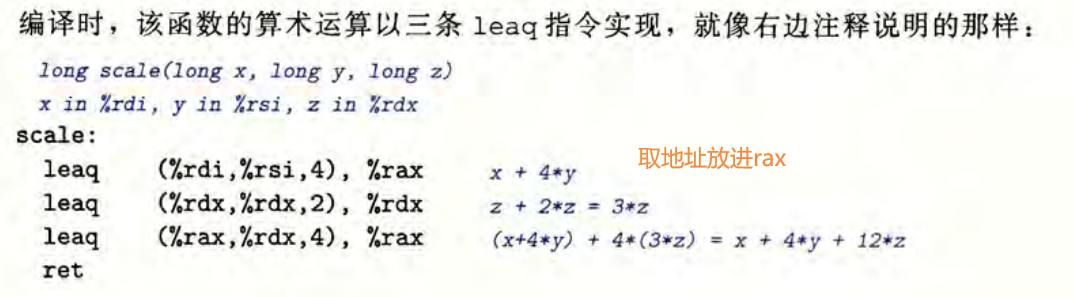 编译时，该函数的算术运算以三条 leaq 指令实现，就像右边注释说明的那样：
long scale(long x, long y, long z)
x in %rdi, y in %rsi, z in %rdx
scale:
leaq (%rdi,%rsi,4), %rax x + 4*y 取地址放进rax
leaq (%rdx,%rdx,2), %rdx z + 2*z = 3*z
leaq (%rax,%rdx,4), %rax (x+4*y) + 4*(3*z) = x + 4*y + 12*z
ret